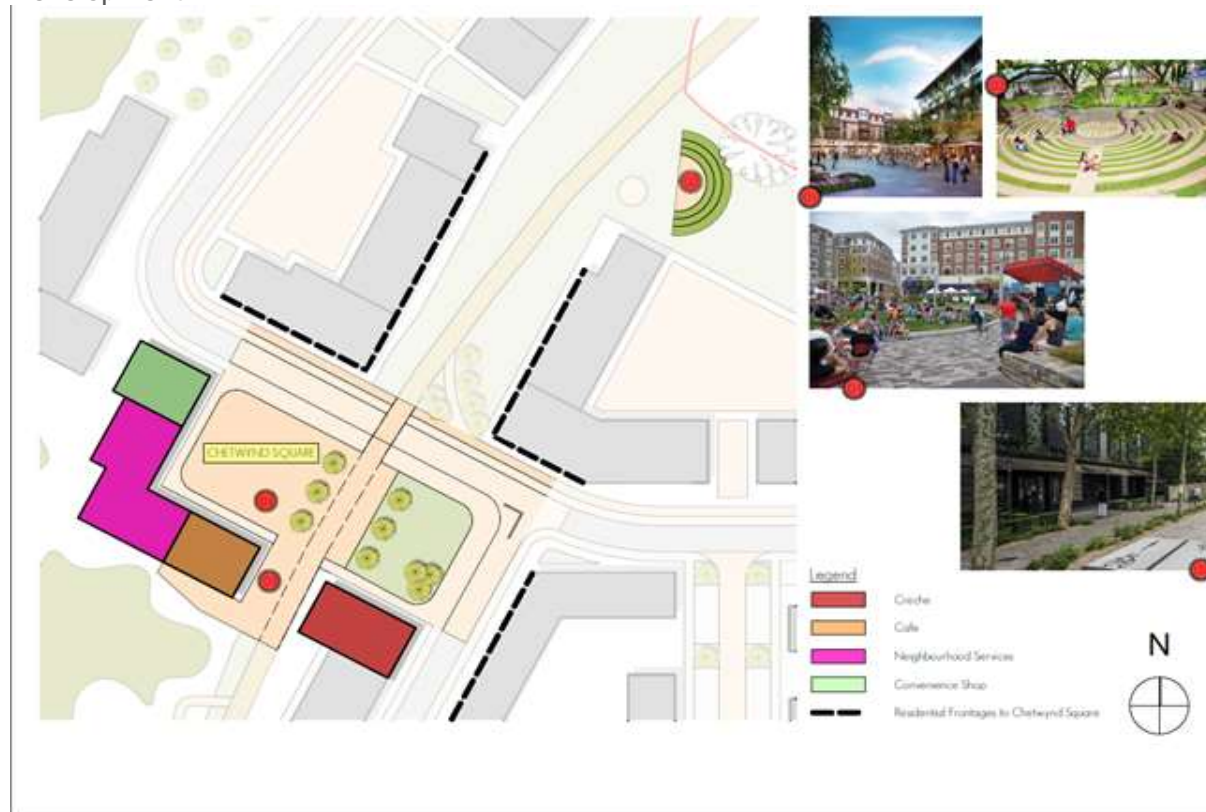 CHETWYND SQUARE
Legend
Creche
Cafe
Neighbourhood Services
Convenience Shop
Residential Frontages to Chetwynd Square
N